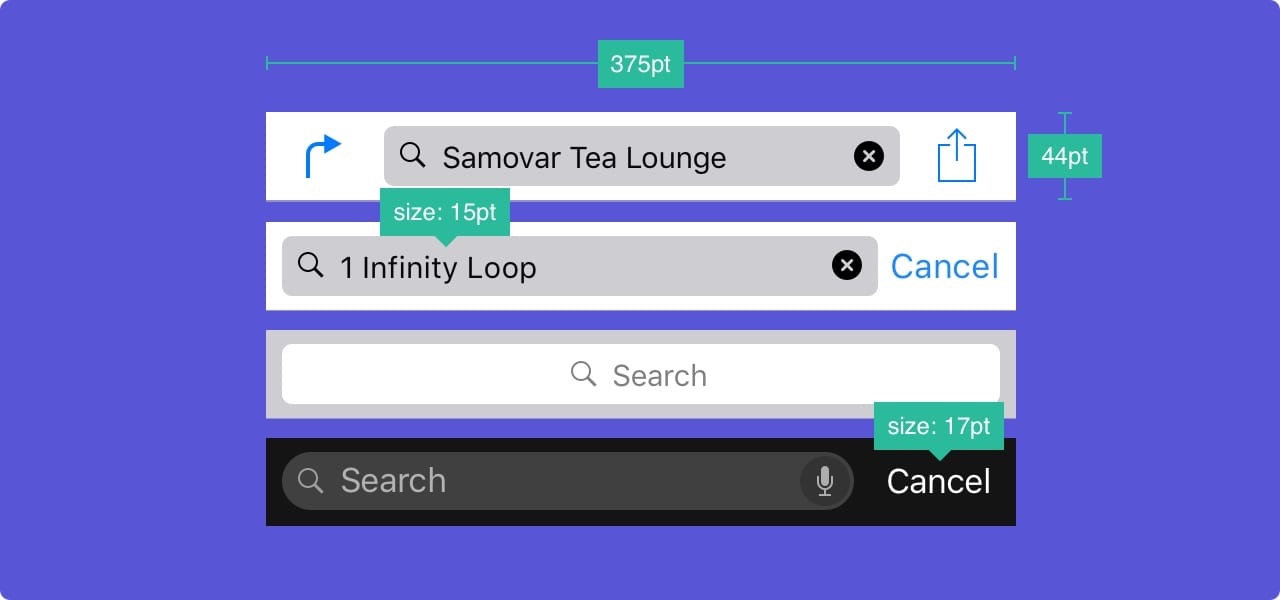 375pt
Samovar Tea Lounge
44pt
size: 15pt
1 Infinity Loop
Cancel
Search
size: 17pt
Search
Cancel